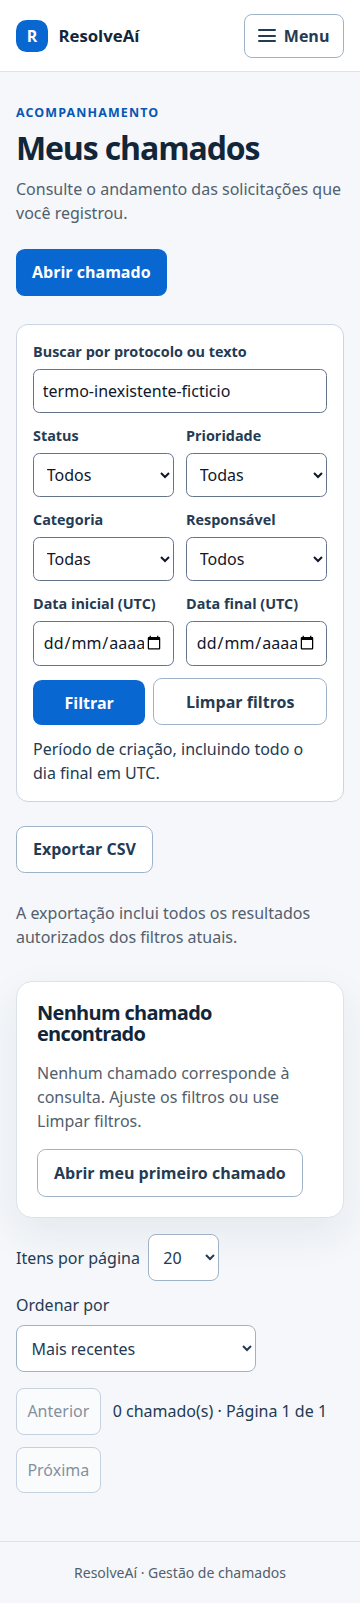 R ResolveAí
Menu
ACOMPANHAMENTO
Meus chamados
Consulte o andamento das solicitações que
você registrou.
Abrir chamado
Buscar por protocolo ou texto
termo-inexistente-ficticio
Status Prioridade
Todos Todas
Categoria Responsável
Todas Todos
Data inicial (UTC) Data final (UTC)
dd/mm/aaaa dd/mm/aaaa
Filtrar Limpar filtros
Período de criação, incluindo todo o
dia final em UTC.
Exportar CSV
A exportação inclui todos os resultados
autorizados dos filtros atuais.
Nenhum chamado
encontrado
Nenhum chamado corresponde à
consulta. Ajuste os filtros ou use
Limpar filtros.
Abrir meu primeiro chamado
Itens por página 20
Ordenar por
Mais recentes
Anterior 0 chamado(s) · Página 1 de 1
Próxima
ResolveAí · Gestão de chamados